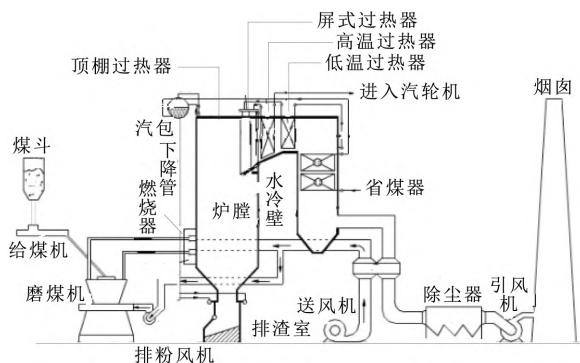 屏式过热器
高温过热器
低温过热器
顶棚过热器
进入汽轮机
烟囱
汽包
煤斗
下降管
水冷壁
省煤器
燃烧器
炉膛
给煤机
磨煤机
送风机
除尘器
引风机
排渣室
排粉风机